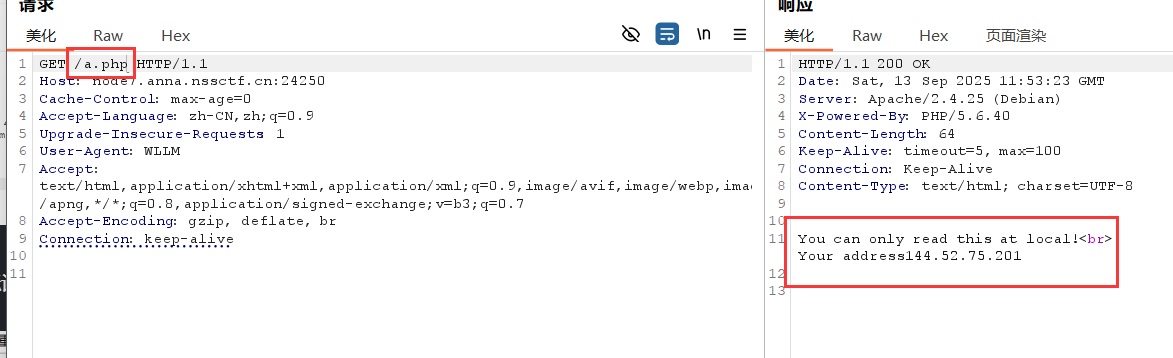 请求
美化 Raw Hex
\n
1 GET /a.php HTTP/1.1
2 Host: node7.anna.nssctf.cn:24250
3 Cache-Control: max-age=0
4 Accept-Language: zh-CN,zh;q=0.9
5 Upgrade-Insecure-Requests: 1
6 User-Agent: WLLM
7 Accept:
text/html,application/xhtml+xml,application/xml;q=0.9,image/avif,image/webp,imag
/apng,*/*;q=0.8,application/signed-exchange;v=b3;q=0.7
8 Accept-Encoding: gzip, deflate, br
9 Connection: keep-alive
10
11
响应
美化 Raw Hex 页面渲染
1 HTTP/1.1 200 OK
2 Date: Sat, 13 Sep 2025 11:53:23 GMT
3 Server: Apache/2.4.25 (Debian)
4 X-Powered-By: PHP/5.6.40
5 Content-Length: 64
6 Keep-Alive: timeout=5, max=100
7 Connection: Keep-Alive
8 Content-Type: text/html; charset=UTF-8
9
10
11 You can only read this at local!<br>
Your address144.52.75.201
12
13